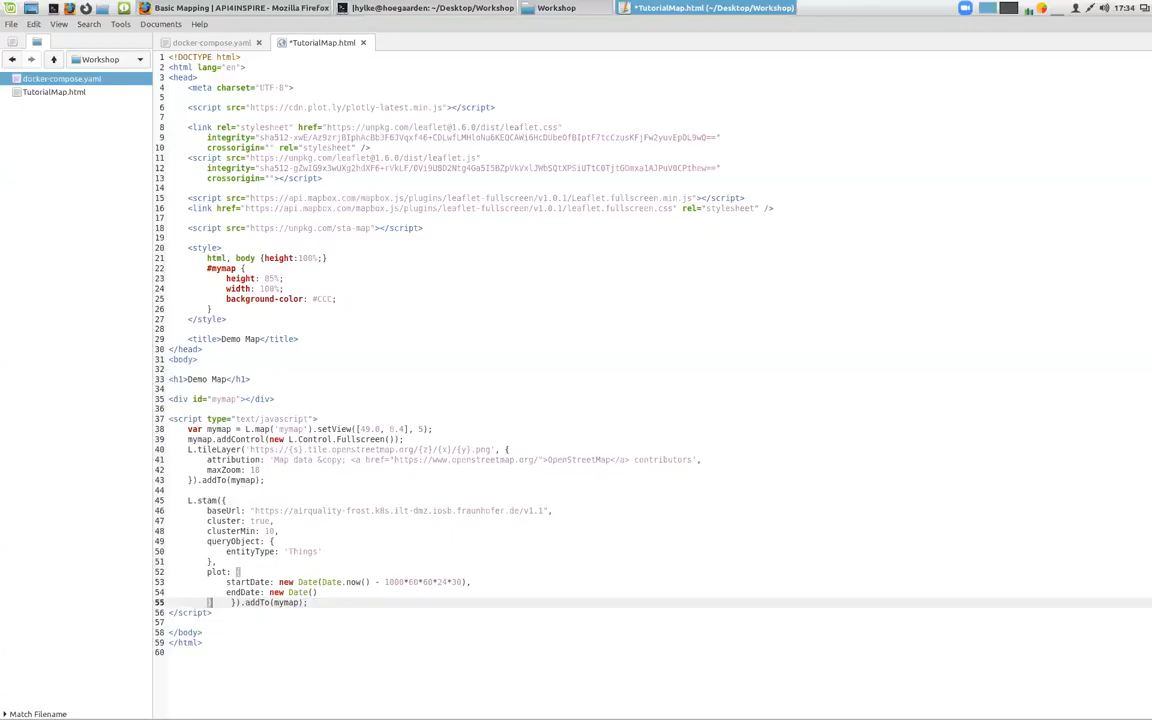 Basic Mapping | API4INSPIRE — Mozilla Firefox
[hylke@hoegaarden: ~/Desktop/Workshop
Workshop
*TutorialMap.html (~/Desktop/Workshop)
17:34
File Edit View Search Tools Documents Help
docker-compose.yaml × *TutorialMap.html ×
Workshop
docker-compose.yaml
TutorialMap.html
1 <!DOCTYPE html>
2 <html lang="en">
3 <head>
4 <meta charset="UTF-8">
5
6 <script src="https://cdn.plot.ly/plotly-latest.min.js"></script>
7
8 <link rel="stylesheet" href="https://unpkg.com/leaflet@1.6.0/dist/leaflet.css"
9
10 crossorigin="" rel="stylesheet" />
11 <script src="https://unpkg.com/leaflet@1.6.0/dist/leaflet.js"
12
13 crossorigin=""></script>
14
15 <script src="https://api.mapbox.com/mapbox.js/plugins/leaflet-fullscreen/v1.0.1/Leaflet.fullscreen.min.js"></script>
16 <link href="https://api.mapbox.com/mapbox.js/plugins/leaflet-fullscreen/v1.0.1/leaflet.fullscreen.css" rel="stylesheet" />
17
18 <script src="https://unpkg.com/sta-map"></script>
19
20 <style>
21 html, body {height:100%;}
22 #mymap {
23 height: 85%;
24 width: 100%;
25 background-color: #CCC;
26 }
27 </style>
28
29 <title>Demo Map</title>
30 </head>
31 <body>
32
33 <h1>Demo Map</h1>
34
35 <div id="mymap"></div>
36
37 <script type="text/javascript">
38 var mymap = L.map('mymap').setView([49.0, 8.4], 5);
39 mymap.addControl(new L.Control.Fullscreen());
40 L.tileLayer('https://{s}.tile.openstreetmap.org/{z}/{x}/{y}.png', {
41 attribution: 'Map data &copy; <a href="https://www.openstreetmap.org/">OpenStreetMap</a> contributors',
42 maxZoom: 18
43 }).addTo(mymap);
44
45 L.stam({
46 baseUrl: "https://airquality-frost.k8s.ilt-dmz.iosb.fraunhofer.de/v1.1",
47 cluster: true,
48 clusterMin: 10,
49 queryObject: {
50 entityType: 'Things'
51 },
52 plot: {
53 startDate: new Date(Date.now() - 1000*60*60*24*30),
54 endDate: new Date()
55 } }).addTo(mymap);
56 </script>
57
58 </body>
59 </html>
60
Match Filename